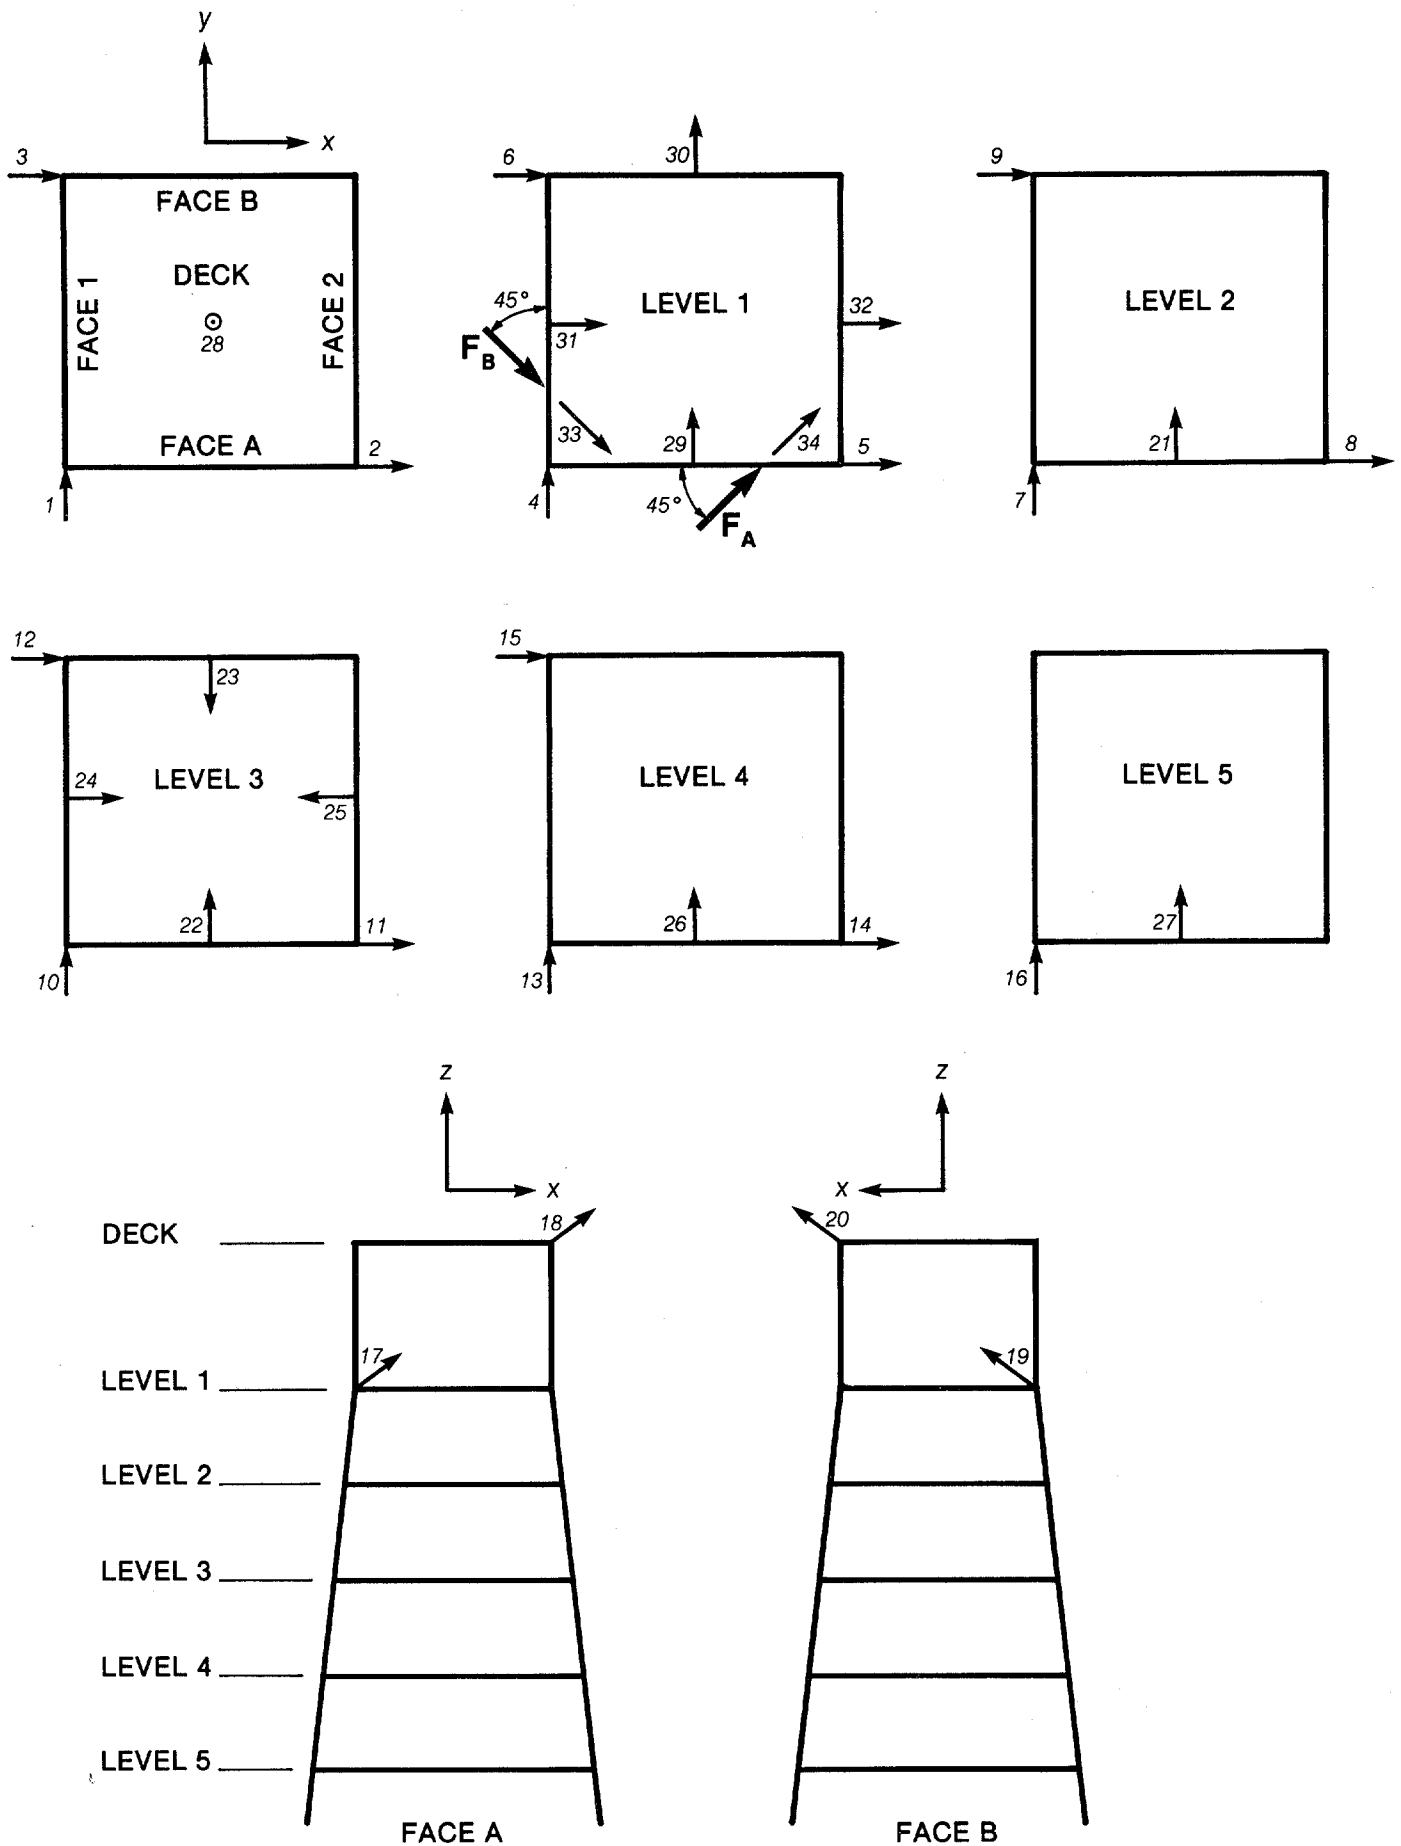 y
x
3
FACE B
FACE 1
DECK
28
FACE 2
FACE A
2
1
6
30
45°
LEVEL 1
32
31
F_B
33
29
34
5
4
45°
F_A
9
LEVEL 2
21
8
7
12
23
24
LEVEL 3
25
22
11
10
15
LEVEL 4
26
14
13
LEVEL 5
27
16
z
x
z
x
DECK
18
20
17
19
LEVEL 1
LEVEL 2
LEVEL 3
LEVEL 4
LEVEL 5
FACE A
FACE B